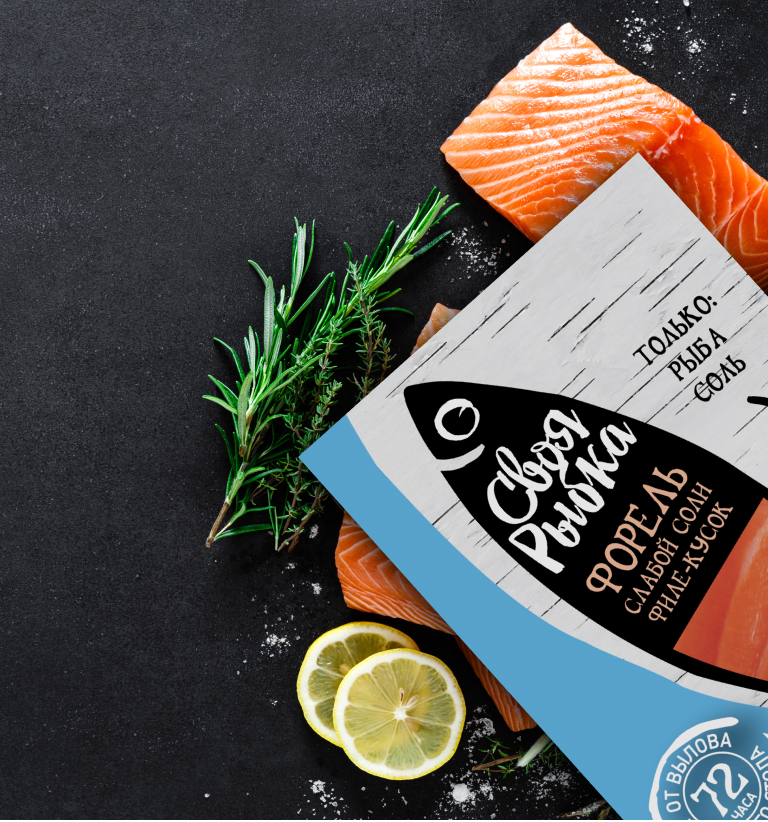 ТОЛЬКО:
РЫБА
СОЛЬ
Своя
Рыбка
ФОРЕЛЬ
СЛАБОЙ СОЛИ
ФИЛЕ-КУСОК
ОТ ВЫЛОВА
72
ЧАСА